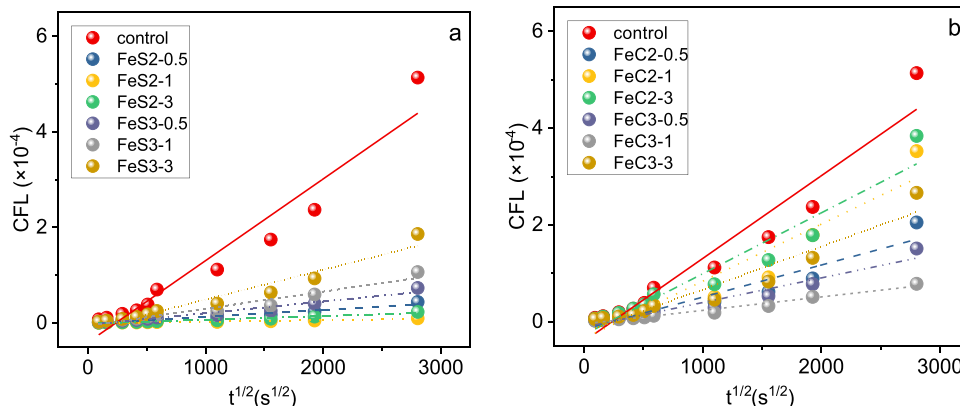 a
control
FeS2-0.5
FeS2-1
FeS2-3
FeS3-0.5
FeS3-1
FeS3-3
6
4
2
0
CFL (×10⁻⁴)
0 1000 2000 3000
t^1/2(s^1/2)
b
control
FeC2-0.5
FeC2-1
FeC2-3
FeC3-0.5
FeC3-1
FeC3-3
6
4
2
0
CFL (×10⁻⁴)
0 1000 2000 3000
t^1/2(s^1/2)